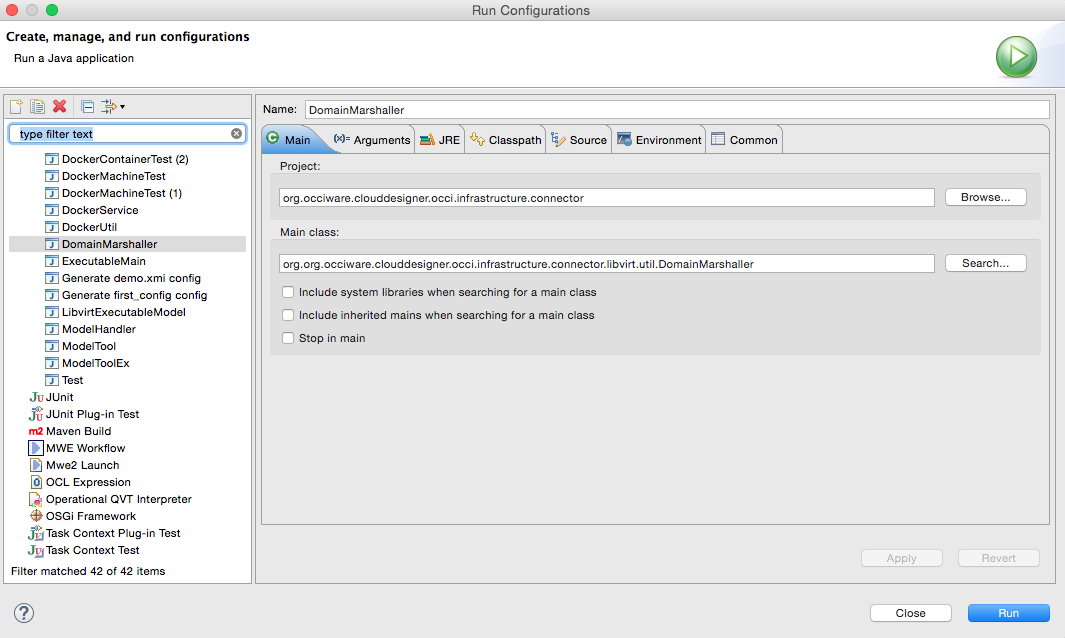 Run Configurations
Create, manage, and run configurations
Run a Java application
type filter text
DockerContainerTest (2)
DockerMachineTest
DockerMachineTest (1)
DockerService
DockerUtil
DomainMarshaller
ExecutableMain
Generate demo.xmi config
Generate first_config config
LibvirtExecutableModel
ModelHandler
ModelTool
ModelToolEx
Test
JUnit
JUnit Plug-in Test
m2 Maven Build
MWE Workflow
Mwe2 Launch
OCL Expression
Operational QVT Interpreter
OSGi Framework
Task Context Plug-in Test
Task Context Test
Filter matched 42 of 42 items
Name: DomainMarshaller
Main (x)= Arguments JRE Classpath Source Environment Common
Project:
org.occiware.clouddesigner.occi.infrastructure.connector Browse...
Main class:
org.org.occiware.clouddesigner.occi.infrastructure.connector.libvirt.util.DomainMarshaller Search...
Include system libraries when searching for a main class
Include inherited mains when searching for a main class
Stop in main
Apply Revert
? Close Run